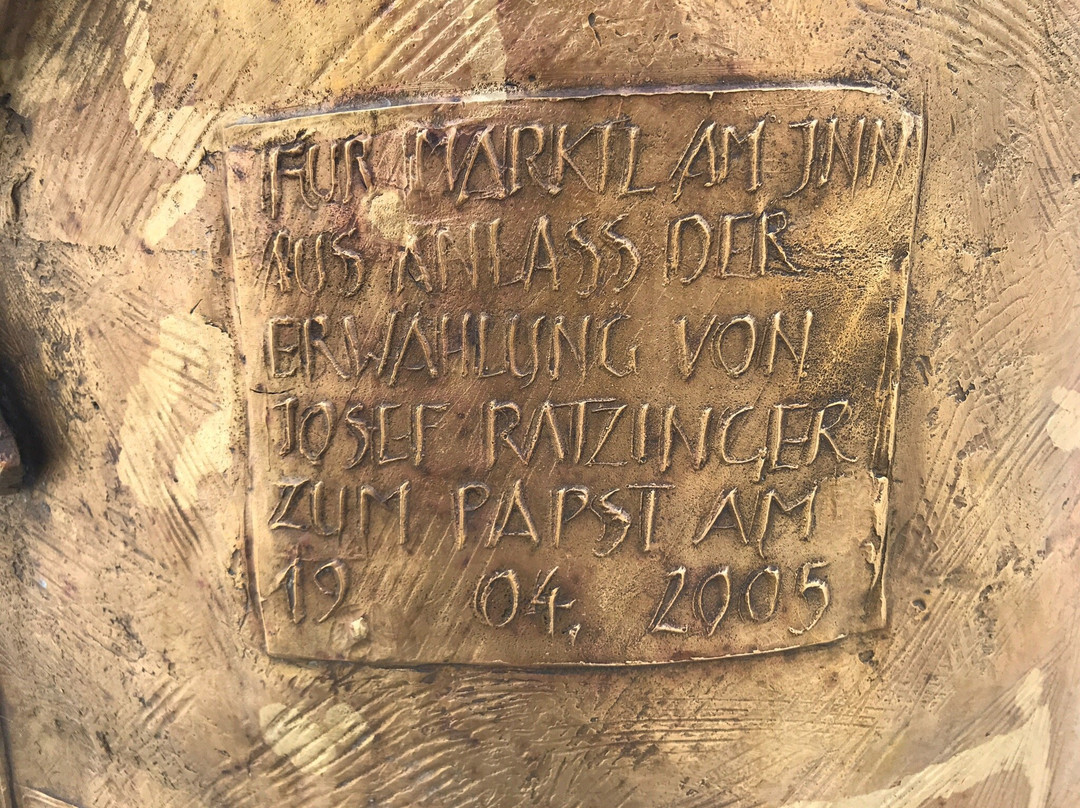 FÜR MARKTL AM INN
AUS ANLASS DER
ERWÄHLUNG VON
JOSEF RATZINGER
ZUM PAPST AM
19. 04. 2005